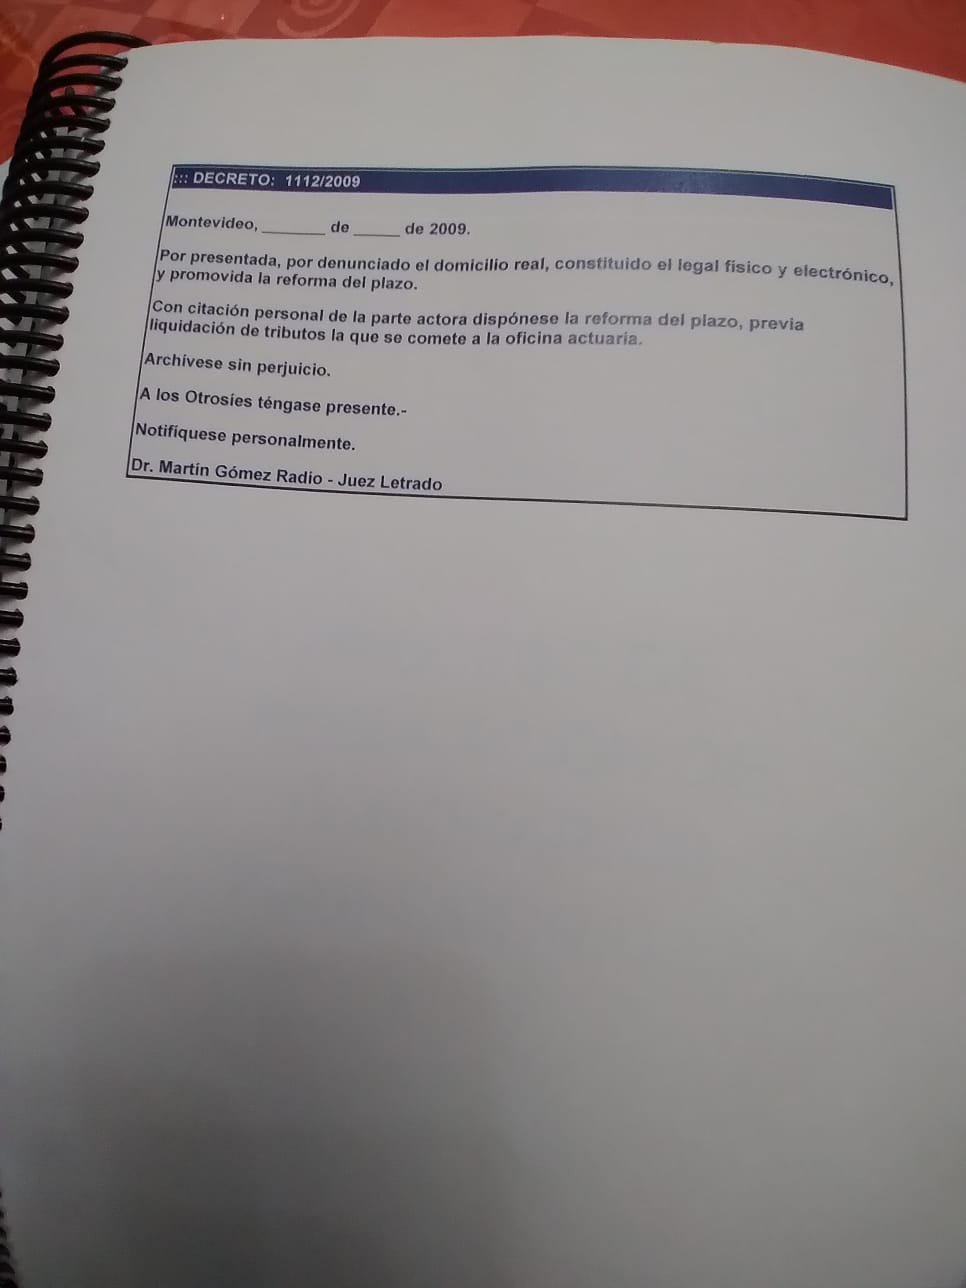 ::: DECRETO: 1112/2009
Montevideo, _______ de _____ de 2009.
Por presentada, por denunciado el domicilio real, constituido el legal físico y electrónico,
y promovida la reforma del plazo.
Con citación personal de la parte actora dispónese la reforma del plazo, previa
liquidación de tributos la que se comete a la oficina actuaria.
Archívese sin perjuicio.
A los Otrosíes téngase presente.-
Notifíquese personalmente.
Dr. Martín Gómez Radio - Juez Letrado